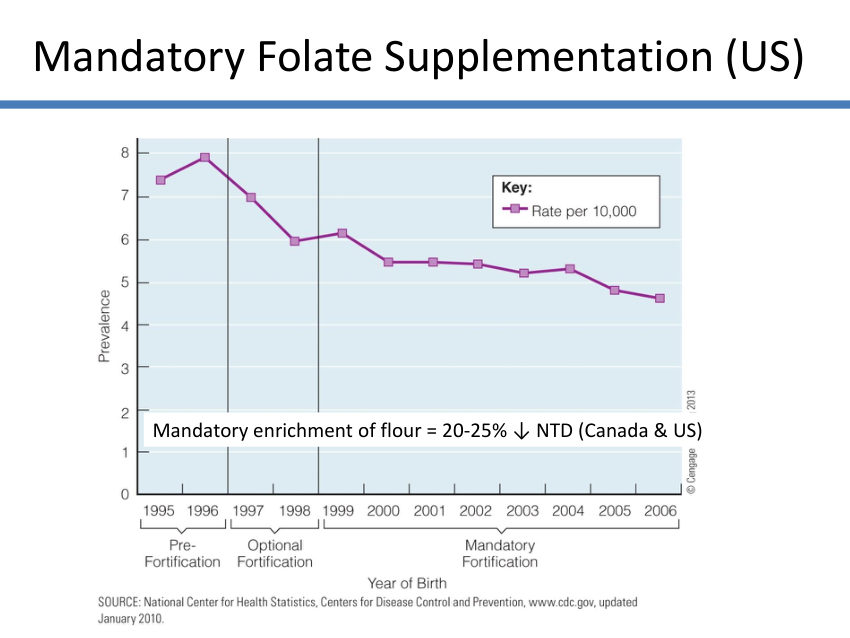 Mandatory Folate Supplementation (US)
8
7
6
5
4
3
2
1
0
Prevalence
Key:
Rate per 10,000
Mandatory enrichment of flour = 20-25% ↓ NTD (Canada & US)
© Cengage 2013
1995 1996 1997 1998 1999 2000 2001 2002 2003 2004 2005 2006
Pre-
Fortification
Optional
Fortification
Mandatory
Fortification
Year of Birth
SOURCE: National Center for Health Statistics, Centers for Disease Control and Prevention, www.cdc.gov, updated
January 2010.